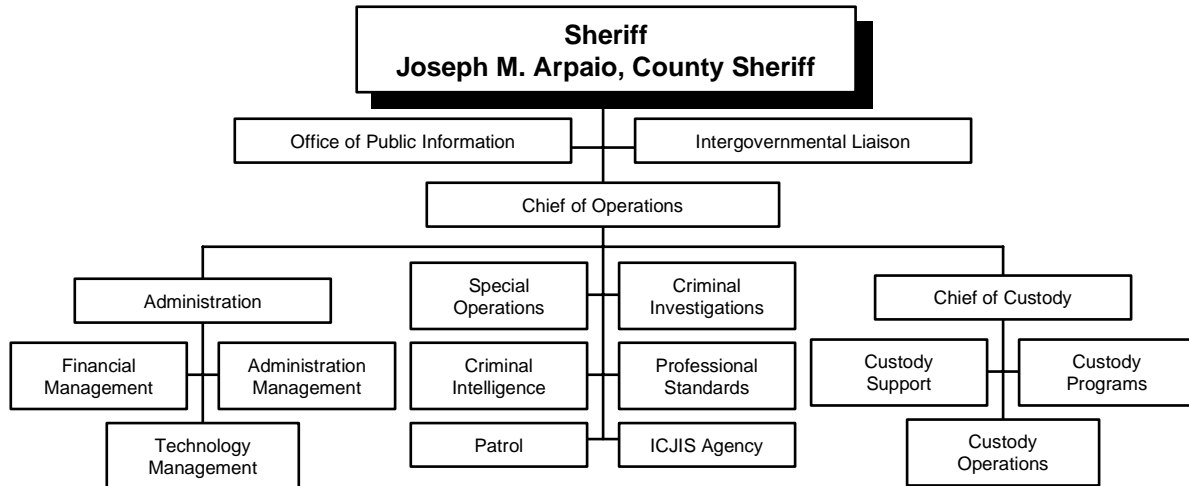 Sheriff
Joseph M. Arpaio, County Sheriff
Office of Public Information
Intergovernmental Liaison
Chief of Operations
Administration
Special
Operations
Criminal
Investigations
Chief of Custody
Financial
Management
Administration
Management
Criminal
Intelligence
Professional
Standards
Custody
Support
Custody
Programs
Technology
Management
Patrol
ICJIS Agency
Custody
Operations